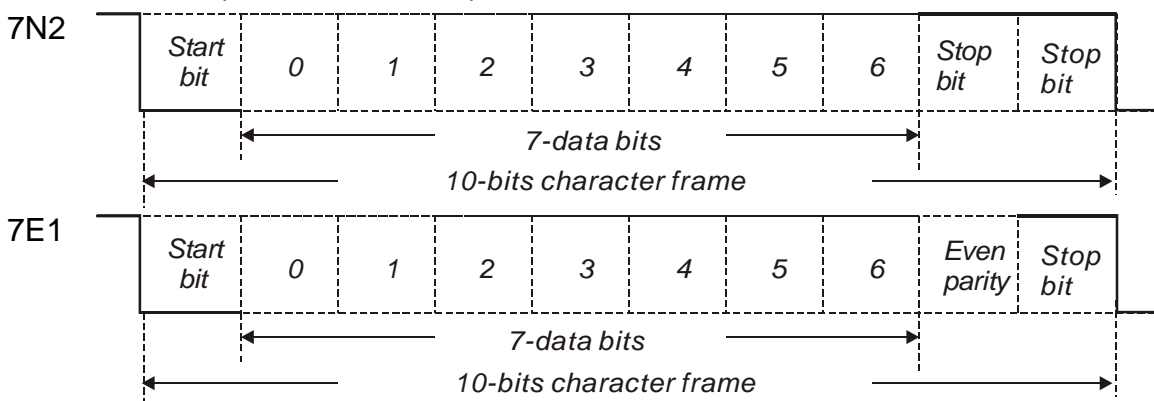 7N2
Start bit 0 1 2 3 4 5 6 Stop bit Stop bit
7-data bits
10-bits character frame
7E1
Start bit 0 1 2 3 4 5 6 Even parity Stop bit
7-data bits
10-bits character frame